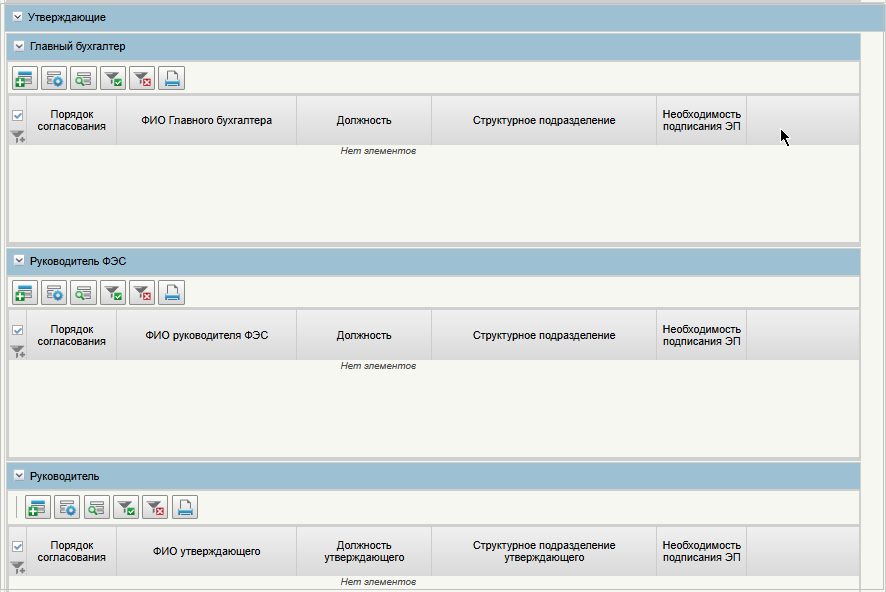 Утверждающие
Главный бухгалтер
Порядок согласования
ФИО Главного бухгалтера
Должность
Структурное подразделение
Необходимость подписания ЭП
Нет элементов
Руководитель ФЭС
Порядок согласования
ФИО руководителя ФЭС
Должность
Структурное подразделение
Необходимость подписания ЭП
Нет элементов
Руководитель
Порядок согласования
ФИО утверждающего
Должность утверждающего
Структурное подразделение утверждающего
Необходимость подписания ЭП
Нет элементов